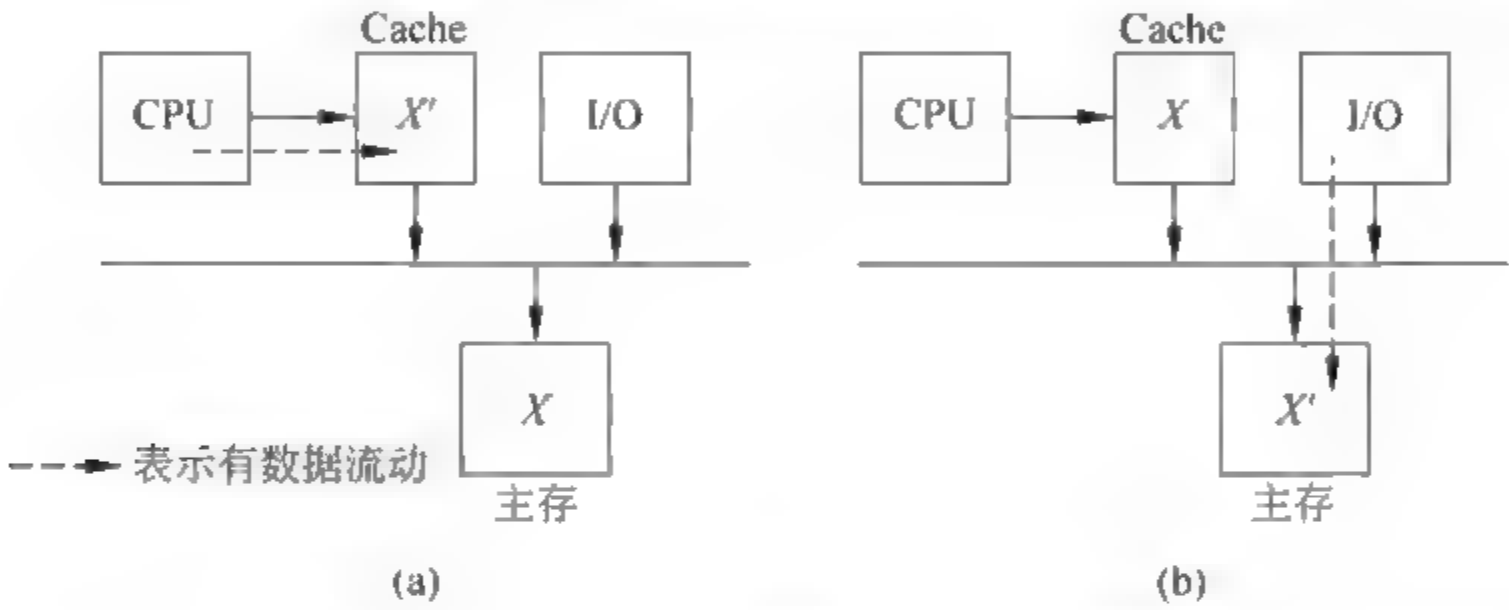 Cache Cache
CPU X′ I/O CPU X I/O
X X′
表示有数据流动
主存 主存
(a) (b)